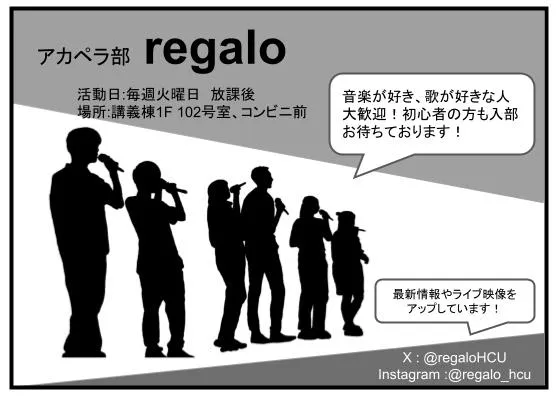 アカペラ部 regalo
活動日:毎週火曜日 放課後
場所:講義棟1F 102号室、コンビニ前
音楽が好き、歌が好きな人
大歓迎！初心者の方も入部
お待ちております！
最新情報やライブ映像を
アップしています！
X : @regaloHCU
Instagram :@regalo_hcu